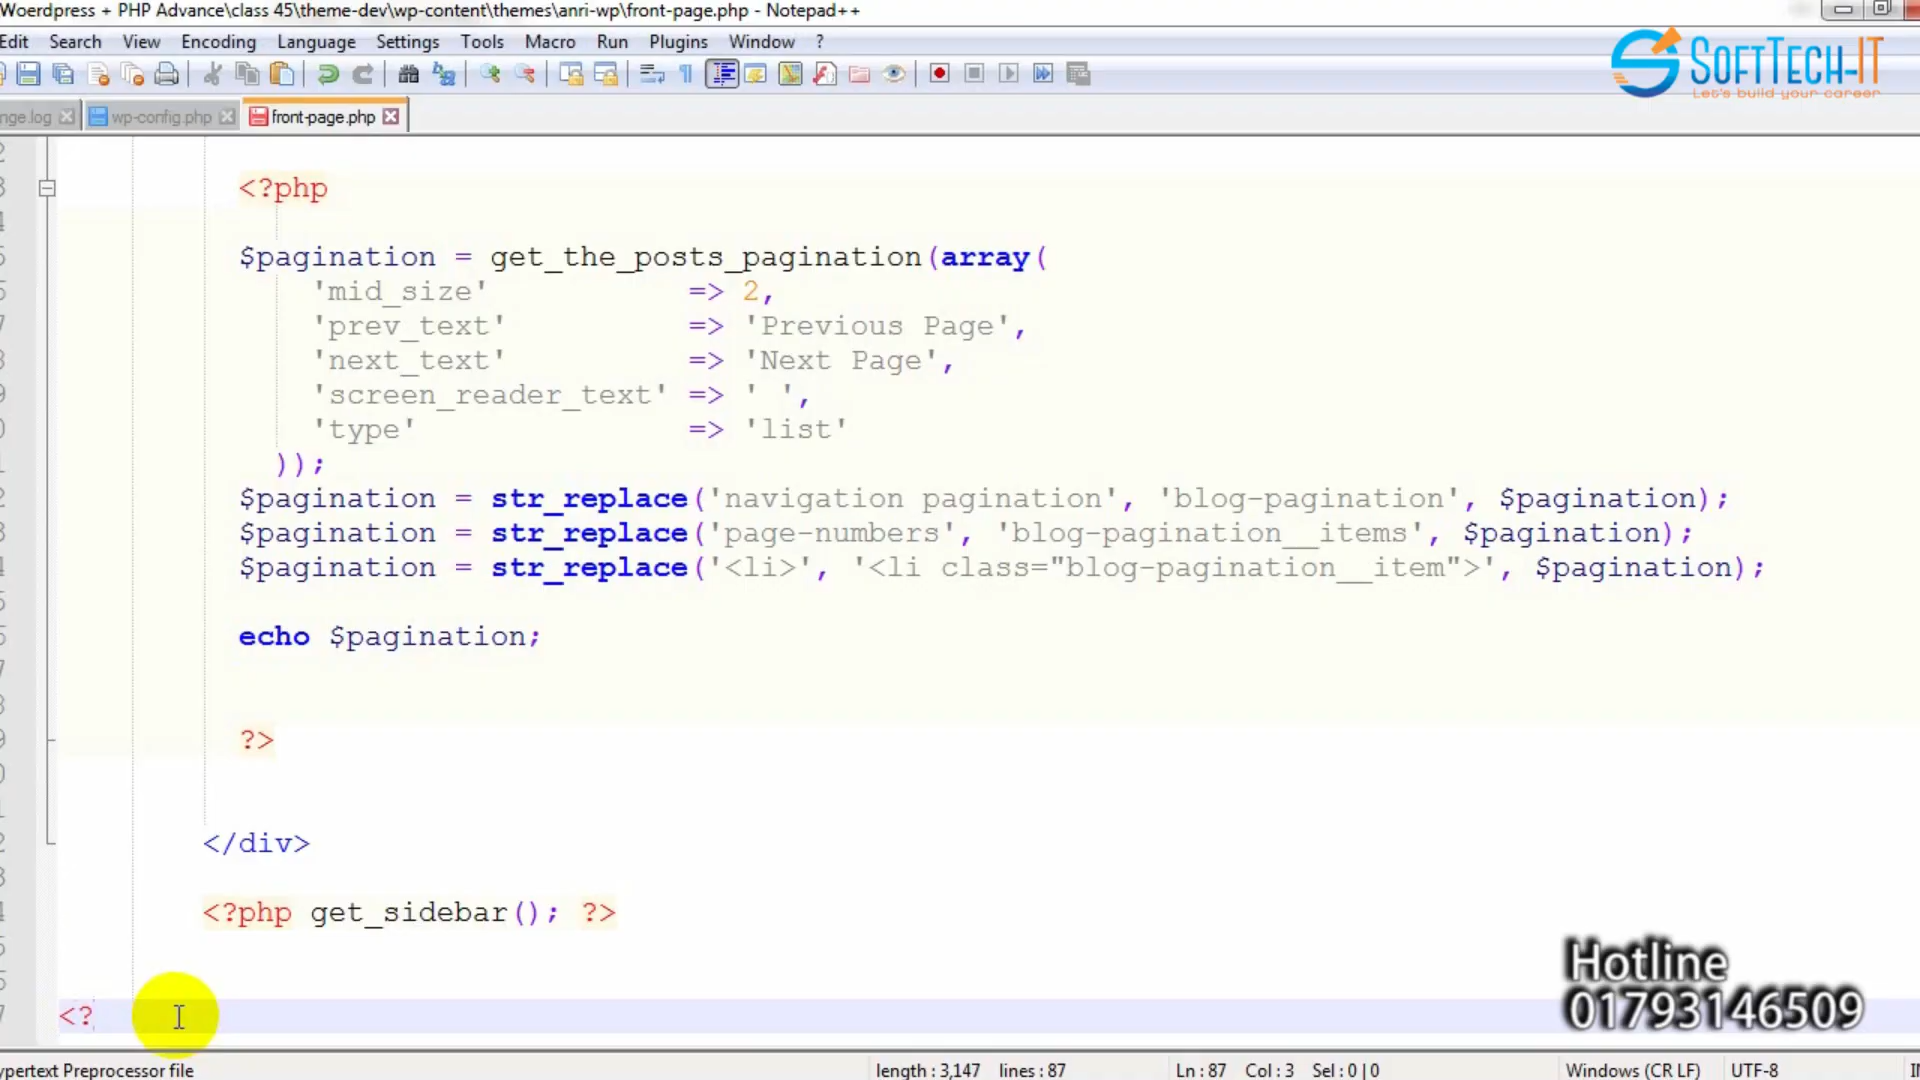 Woerdpress + PHP Advance\class 45\theme-dev\wp-content\themes\anri-wp\front-page.php - Notepad++
Edit Search View Encoding Language Settings Tools Macro Run Plugins Window ?
SOFTTECH-IT
Let's build your career
nge.log wp-config.php front-page.php
<?php
$pagination = get_the_posts_pagination(array(
'mid_size' => 2,
'prev_text' => 'Previous Page',
'next_text' => 'Next Page',
'screen_reader_text' => ' ',
'type' => 'list'
));
$pagination = str_replace('navigation pagination', 'blog-pagination', $pagination);
$pagination = str_replace('page-numbers', 'blog-pagination__items', $pagination);
$pagination = str_replace('<li>', '<li class="blog-pagination__item">', $pagination);
echo $pagination;
?>
</div>
<?php get_sidebar(); ?>
<?
Hotline
01793146509
ypertext Preprocessor file length : 3,147 lines : 87 Ln : 87 Col : 3 Sel : 0 | 0 Windows (CR LF) UTF-8